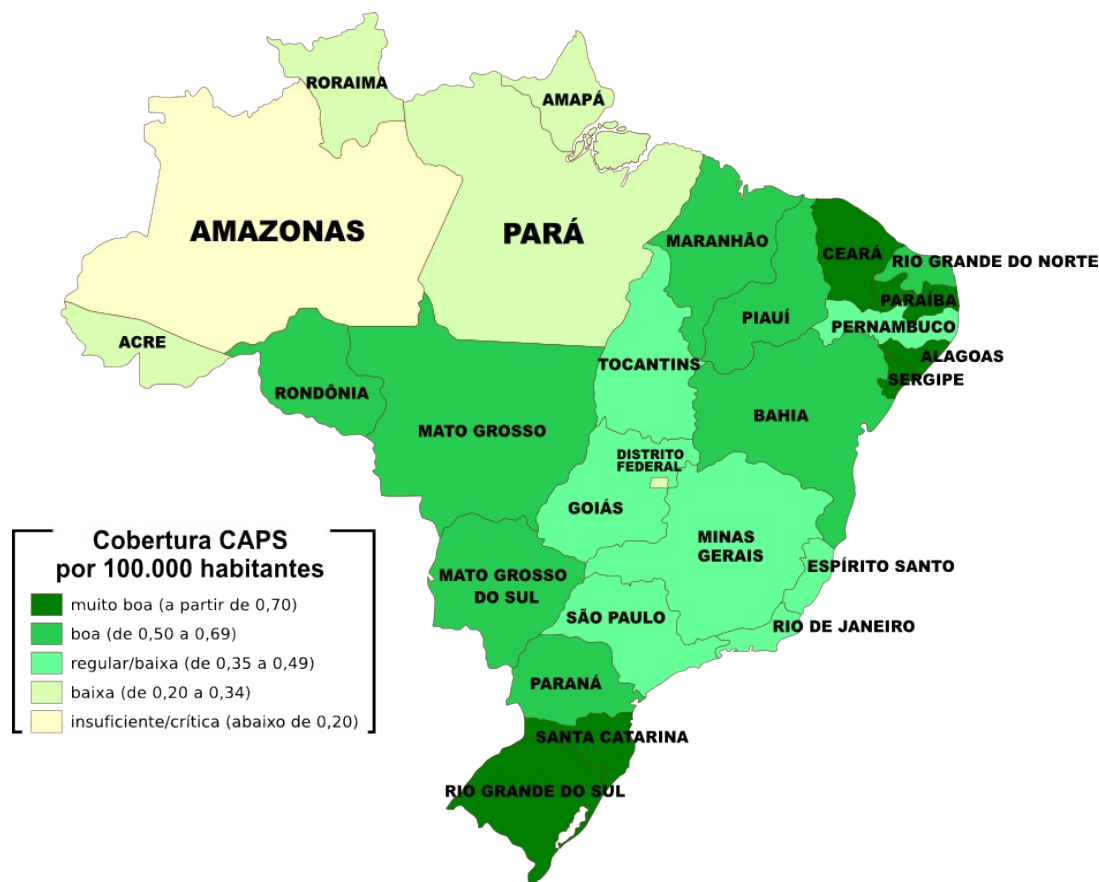 RORAIMA
AMAPÁ
AMAZONAS
PARÁ
MARANHÃO
CEARÁ
RIO GRANDE DO NORTE
PARAÍBA
PIAUÍ
PERNAMBUCO
ACRE
ALAGOAS
TOCANTINS
SERGIPE
RONDÔNIA
BAHIA
MATO GROSSO
DISTRITO
FEDERAL
GOIÁS
MINAS
GERAIS
ESPÍRITO SANTO
MATO GROSSO
DO SUL
SÃO PAULO
RIO DE JANEIRO
PARANÁ
SANTA CATARINA
RIO GRANDE DO SUL
Cobertura CAPS
por 100.000 habitantes
muito boa (a partir de 0,70)
boa (de 0,50 a 0,69)
regular/baixa (de 0,35 a 0,49)
baixa (de 0,20 a 0,34)
insuficiente/crítica (abaixo de 0,20)